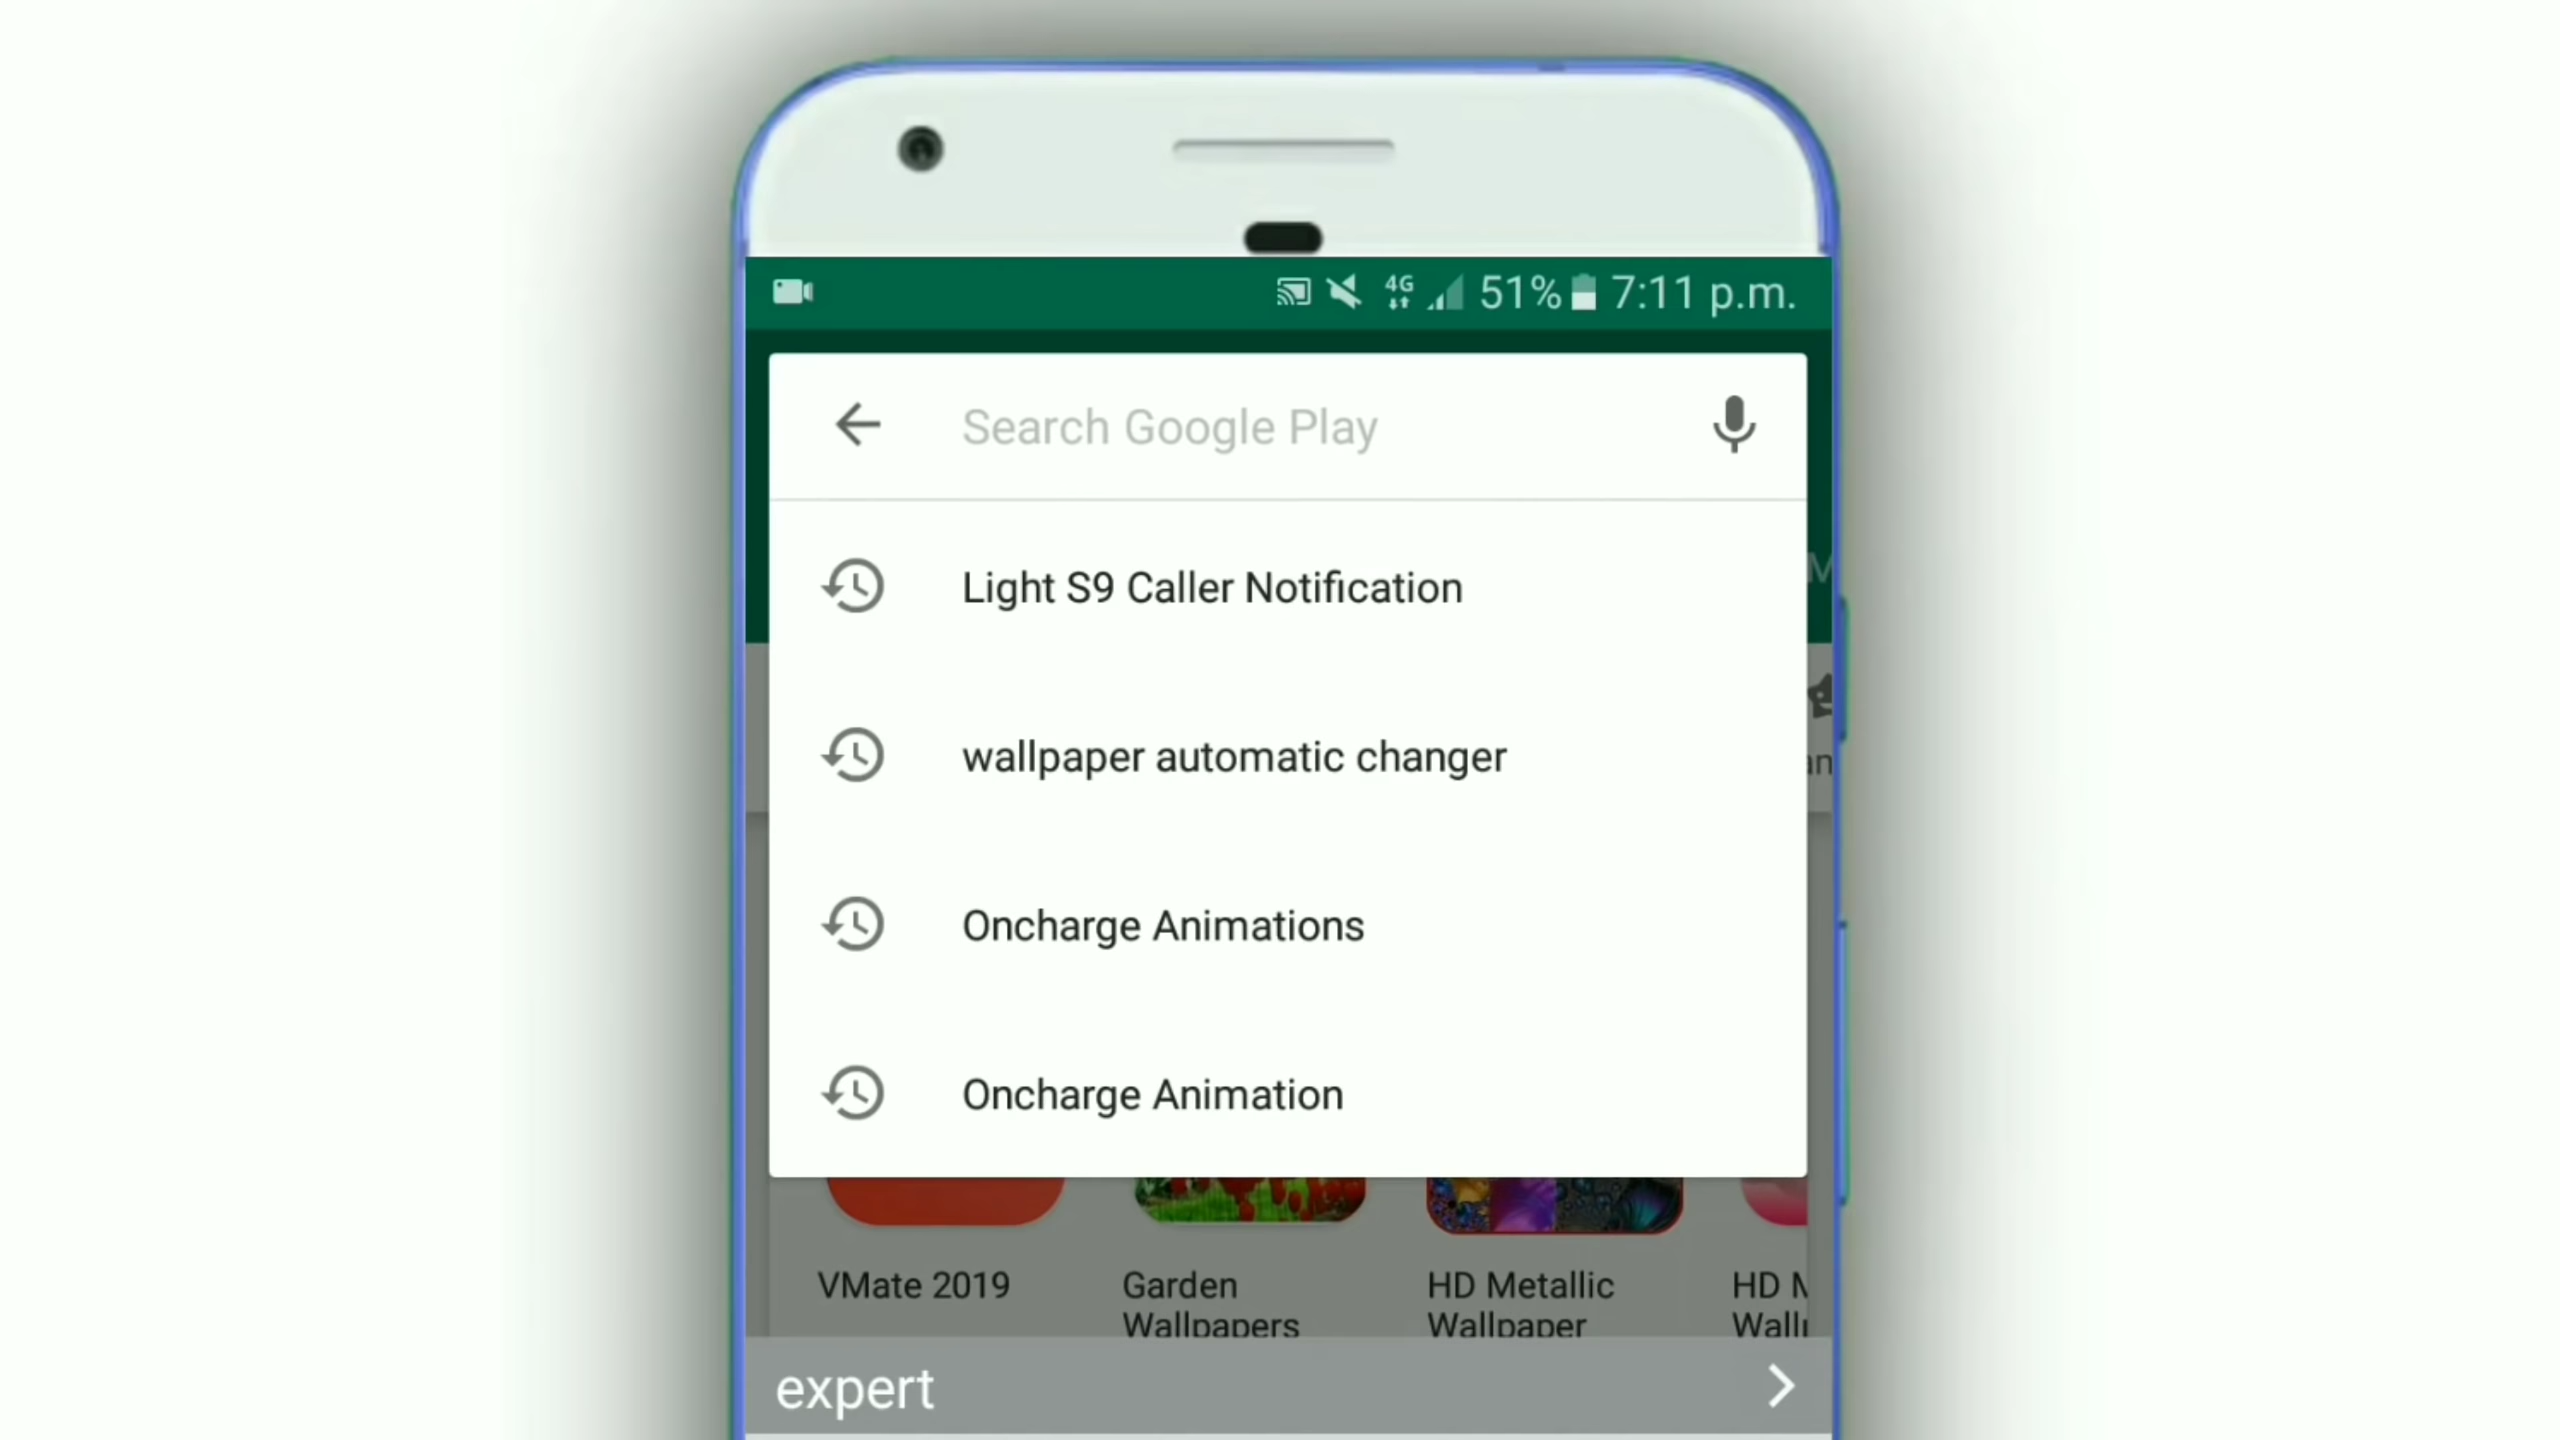 4G 51% 7:11 p.m.
Search Google Play
Light S9 Caller Notification
wallpaper automatic changer
Oncharge Animations
Oncharge Animation
VMate 2019
Garden
Wallpapers
HD Metallic
Wallpaper
HD
expert